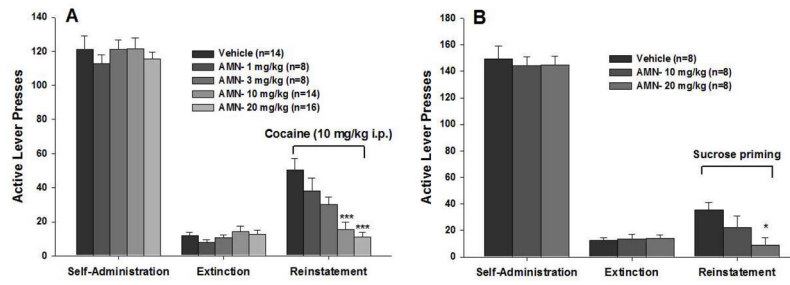 A
Active Lever Presses
140
120
100
80
60
40
20
0
Vehicle (n=14)
AMN- 1 mg/kg (n=8)
AMN- 3 mg/kg (n=8)
AMN- 10 mg/kg (n=14)
AMN- 20 mg/kg (n=16)
Cocaine (10 mg/kg i.p.)
***
***
Self-Administration Extinction Reinstatement
B
Active Lever Presses
180
160
140
120
100
80
60
40
20
0
Vehicle (n=8)
AMN- 10 mg/kg (n=8)
AMN- 20 mg/kg (n=8)
Sucrose priming
*
Self-Administration Extinction Reinstatement